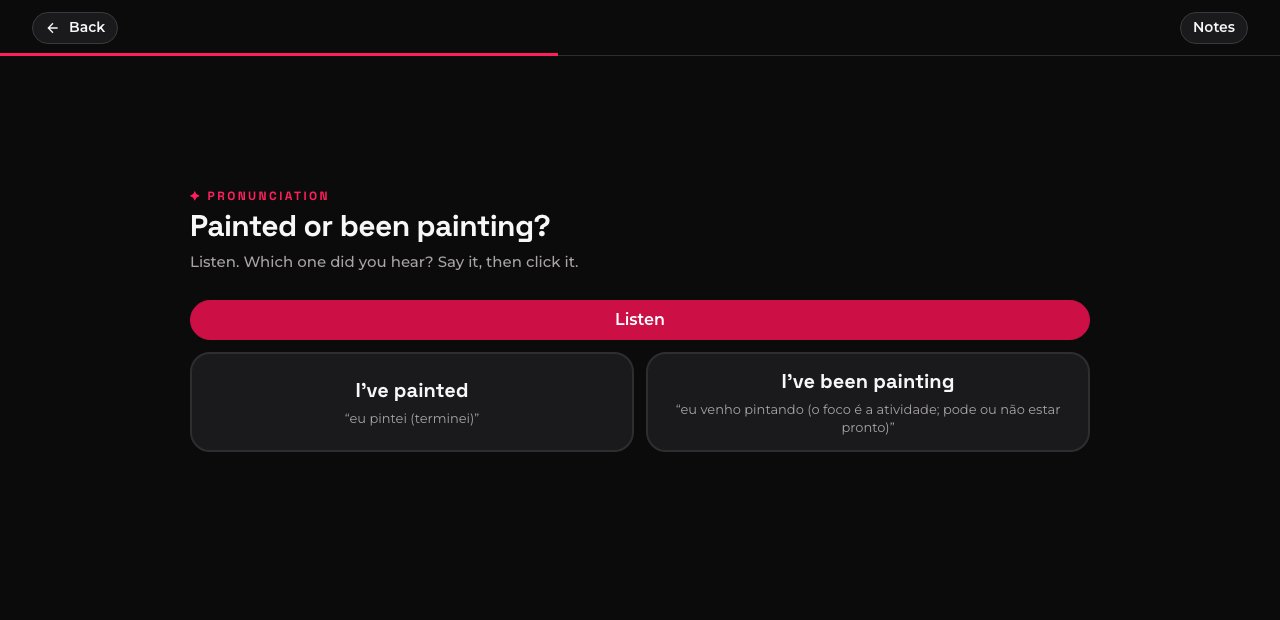 Back
Notes
PRONUNCIATION
Painted or been painting?
Listen. Which one did you hear? Say it, then click it.
Listen
I’ve painted
“eu pintei (terminei)”
I’ve been painting
“eu venho pintando (o foco é a atividade; pode ou não estar
pronto)”